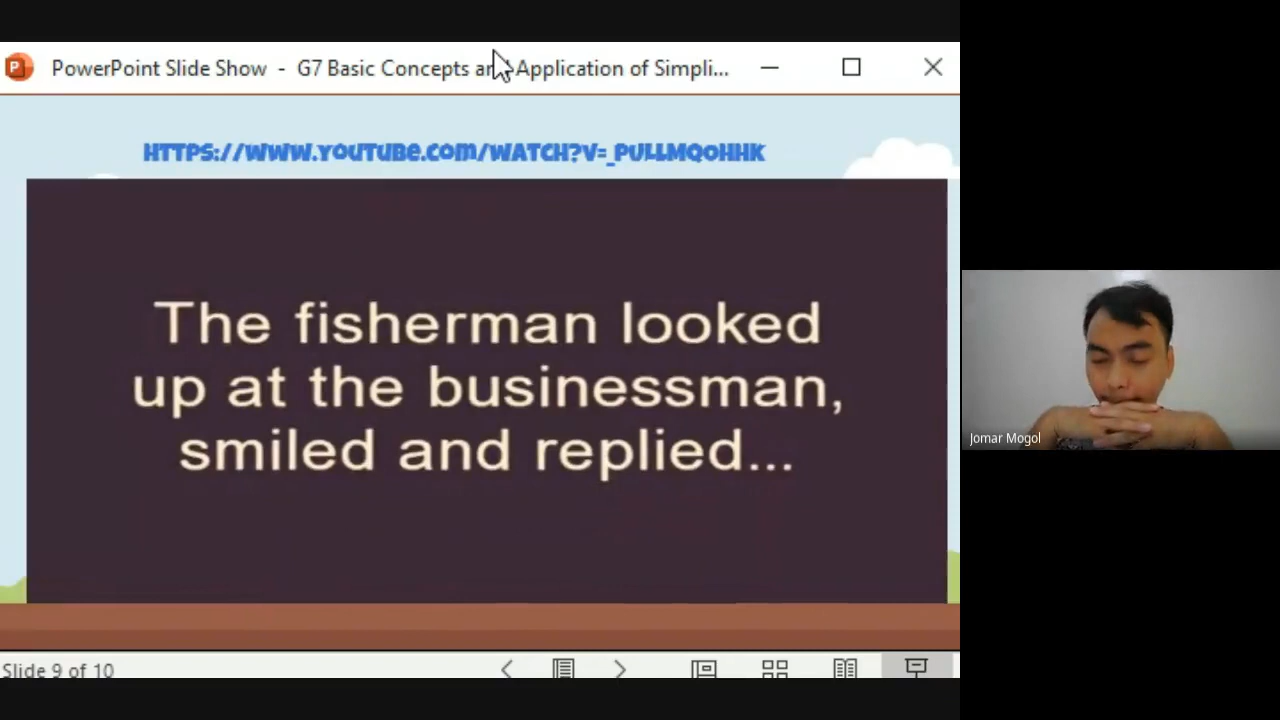 PowerPoint Slide Show - G7 Basic Concepts and Application of Simpli...
HTTPS://WWW.YOUTUBE.COM/WATCH?V=_PULLMQOHHK
The fisherman looked
up at the businessman,
smiled and replied...
Jomar Mogol
Slide 9 of 10